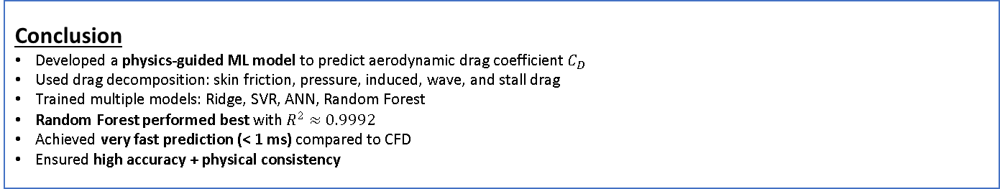 Conclusion
• Developed a physics-guided ML model to predict aerodynamic drag coefficient C_D
• Used drag decomposition: skin friction, pressure, induced, wave, and stall drag
• Trained multiple models: Ridge, SVR, ANN, Random Forest
• Random Forest performed best with R² ≈ 0.9992
• Achieved very fast prediction (< 1 ms) compared to CFD
• Ensured high accuracy + physical consistency